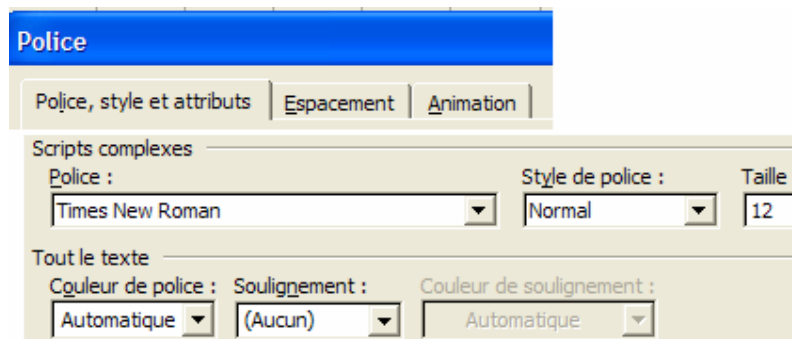 Police
Police, style et attributs Espacement Animation
Scripts complexes
Police : Style de police : Taille
Times New Roman Normal 12
Tout le texte
Couleur de police : Soulignement : Couleur de soulignement :
Automatique (Aucun) Automatique